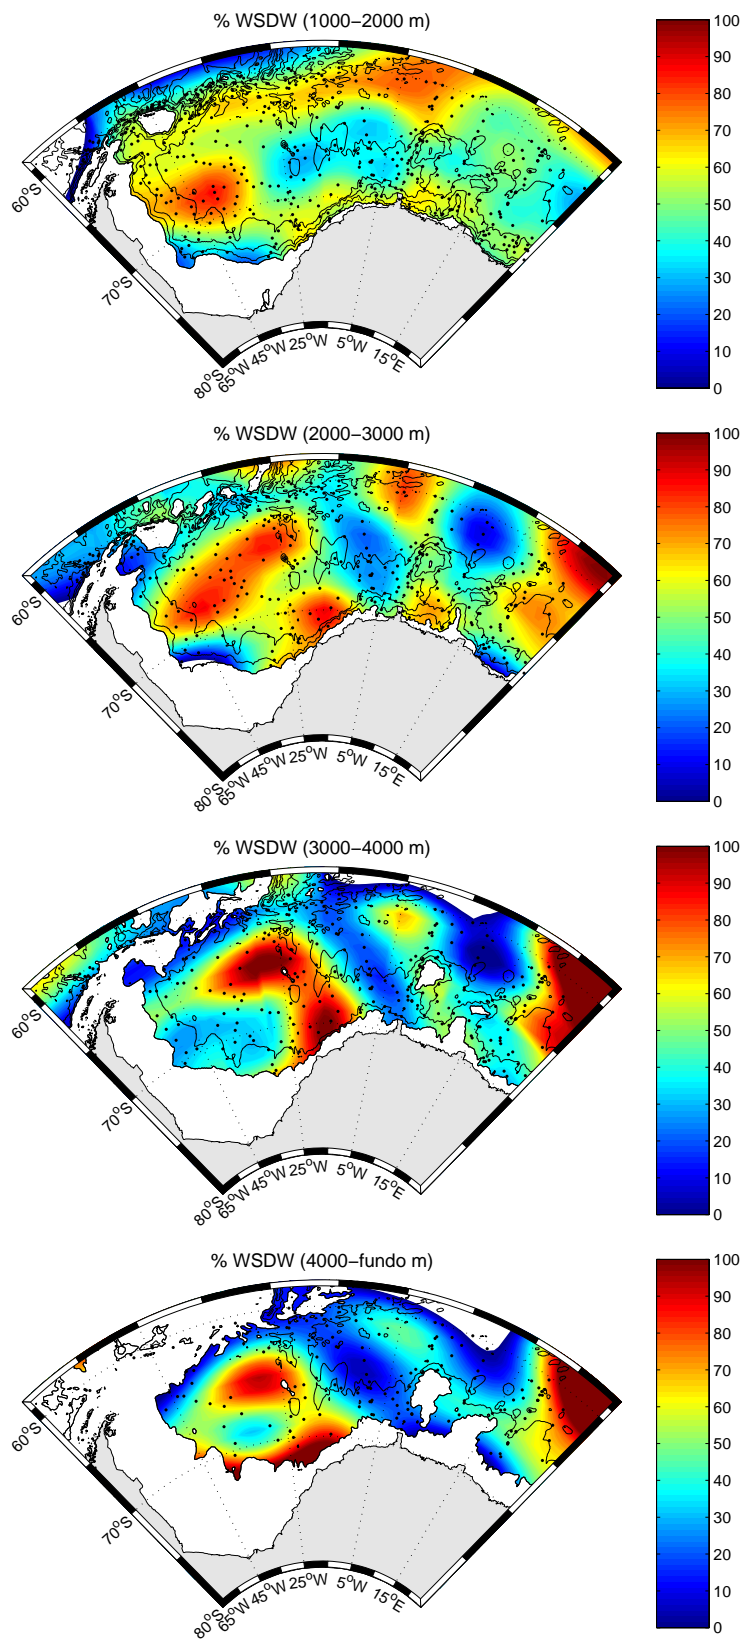 % WSDW (1000−2000 m)
100
90
80
70
60
50
40
30
20
10
0
60°S
70°S
80°S
65°W 45°W 25°W 5°W 15°E
% WSDW (2000−3000 m)
100
90
80
70
60
50
40
30
20
10
0
60°S
70°S
80°S
65°W 45°W 25°W 5°W 15°E
% WSDW (3000−4000 m)
100
90
80
70
60
50
40
30
20
10
0
60°S
70°S
80°S
65°W 45°W 25°W 5°W 15°E
% WSDW (4000−fundo m)
100
90
80
70
60
50
40
30
20
10
0
60°S
70°S
80°S
65°W 45°W 25°W 5°W 15°E